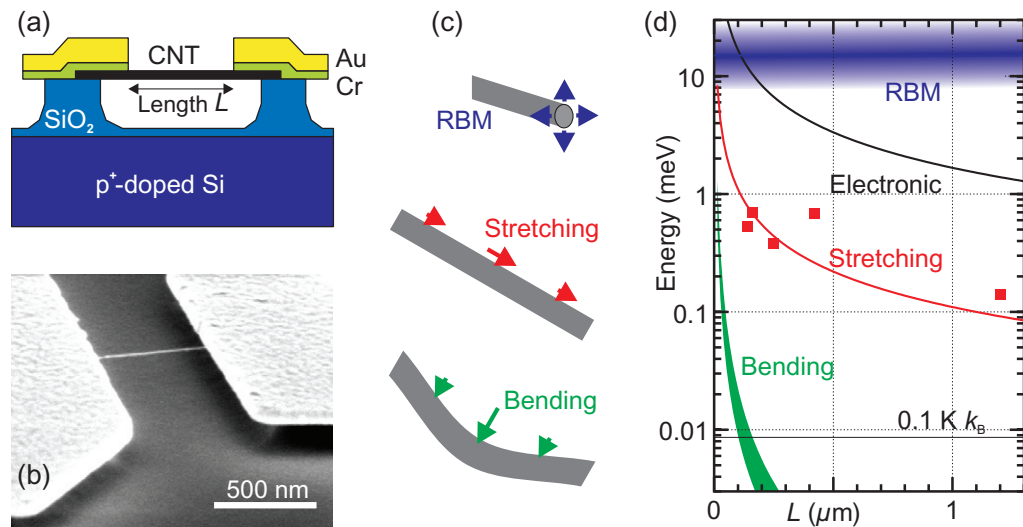 (a)
CNT
Au
Cr
Length L
SiO₂
p⁺-doped Si
(b)
500 nm
(c)
RBM
Stretching
Bending
(d)
Energy (meV)
10
1
0.1
0.01
RBM
Electronic
Stretching
Bending
0.1 K k_B
0
1
L (µm)